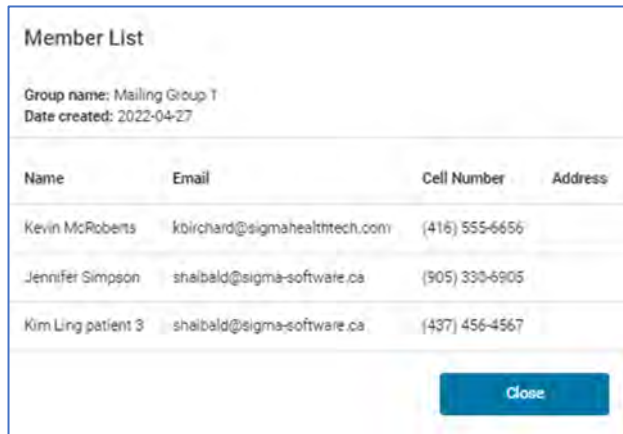 Member List
Group name: Mailing Group 1
Date created: 2022-04-27
Name Email Cell Number Address
Kevin McRoberts kbirchard@sigmahealthtech.com (416) 555-6656
Jennifer Simpson shaibald@sigma-software.ca (905) 330-6905
Kim Ling patient 3 shaibald@sigma-software.ca (437) 456-4567
Close